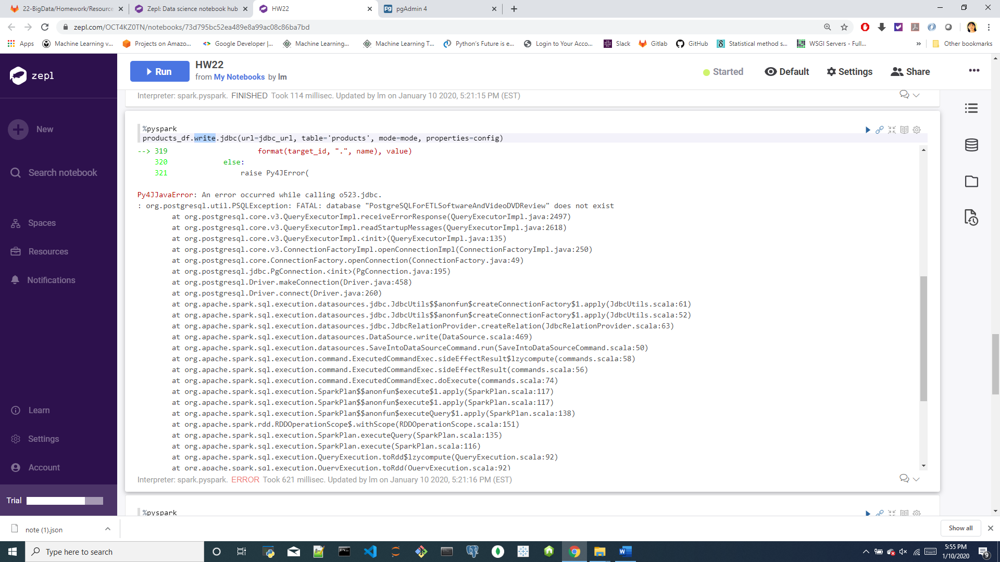 22-BigData/Homework/Resource
Zepl: Data science notebook hub
HW22
pgAdmin 4
zepl.com/OCT4KZ0TN/notebooks/73d795bc52ea489e8a99ac08c86ba7bd
Apps
Machine Learning v...
Projects on Amazo...
Google Developer |...
Machine Learning...
Machine Learning T...
Python's Future is e...
Login to Your Acco...
Slack
Gitlab
GitHub
Statistical method s...
WSGI Servers - Full...
»
Other bookmarks
zepl
New
Search notebook
Spaces
Resources
Notifications
Learn
Settings
Account
Trial
Run
HW22
from My Notebooks by lm
Started
Default
Settings
Share
Interpreter: spark.pyspark. FINISHED Took 114 millisec. Updated by lm on January 10 2020, 5:21:15 PM (EST)
%pyspark
products_df.write.jdbc(url=jdbc_url, table='products', mode=mode, properties=config)
--> 319                     format(target_id, ".", name), value)
    320             else:
    321                 raise Py4JError(
Py4JJavaError: An error occurred while calling o523.jdbc.
: org.postgresql.util.PSQLException: FATAL: database "PostgreSQLForETLSoftwareAndVideoDVDReview" does not exist
at org.postgresql.core.v3.QueryExecutorImpl.receiveErrorResponse(QueryExecutorImpl.java:2497)
at org.postgresql.core.v3.QueryExecutorImpl.readStartupMessages(QueryExecutorImpl.java:2618)
at org.postgresql.core.v3.QueryExecutorImpl.<init>(QueryExecutorImpl.java:135)
at org.postgresql.core.v3.ConnectionFactoryImpl.openConnectionImpl(ConnectionFactoryImpl.java:250)
at org.postgresql.core.ConnectionFactory.openConnection(ConnectionFactory.java:49)
at org.postgresql.jdbc.PgConnection.<init>(PgConnection.java:195)
at org.postgresql.Driver.makeConnection(Driver.java:458)
at org.postgresql.Driver.connect(Driver.java:260)
at org.apache.spark.sql.execution.datasources.jdbc.JdbcUtils$$anonfun$createConnectionFactory$1.apply(JdbcUtils.scala:61)
at org.apache.spark.sql.execution.datasources.jdbc.JdbcUtils$$anonfun$createConnectionFactory$1.apply(JdbcUtils.scala:52)
at org.apache.spark.sql.execution.datasources.jdbc.JdbcRelationProvider.createRelation(JdbcRelationProvider.scala:63)
at org.apache.spark.sql.execution.datasources.DataSource.write(DataSource.scala:469)
at org.apache.spark.sql.execution.datasources.SaveIntoDataSourceCommand.run(SaveIntoDataSourceCommand.scala:50)
at org.apache.spark.sql.execution.command.ExecutedCommandExec.sideEffectResult$lzycompute(commands.scala:58)
at org.apache.spark.sql.execution.command.ExecutedCommandExec.sideEffectResult(commands.scala:56)
at org.apache.spark.sql.execution.command.ExecutedCommandExec.doExecute(commands.scala:74)
at org.apache.spark.sql.execution.SparkPlan$$anonfun$execute$1.apply(SparkPlan.scala:117)
at org.apache.spark.sql.execution.SparkPlan$$anonfun$execute$1.apply(SparkPlan.scala:117)
at org.apache.spark.sql.execution.SparkPlan$$anonfun$executeQuery$1.apply(SparkPlan.scala:138)
at org.apache.spark.rdd.RDDOperationScope$.withScope(RDDOperationScope.scala:151)
at org.apache.spark.sql.execution.SparkPlan.executeQuery(SparkPlan.scala:135)
at org.apache.spark.sql.execution.SparkPlan.execute(SparkPlan.scala:116)
at org.apache.spark.sql.execution.QueryExecution.toRdd$lzycompute(QueryExecution.scala:92)
at org.apache.spark.sql.execution.QueryExecution.toRdd(QueryExecution.scala:92)
Interpreter: spark.pyspark. ERROR Took 621 millisec. Updated by lm on January 10 2020, 5:21:16 PM (EST)
%pyspark
note (1).json
Show all
Type here to search
5:55 PM
1/10/2020
9